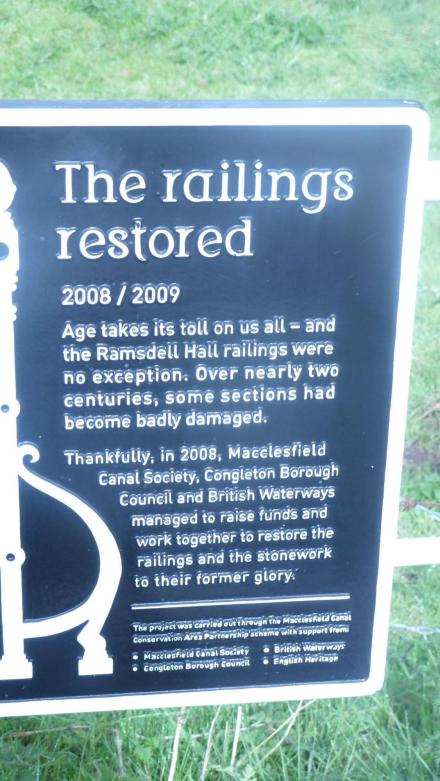 The railings
restored
2008 / 2009
Age takes its toll on us all – and
the Ramsdell Hall railings were
no exception. Over nearly two
centuries, some sections had
become badly damaged.
Thankfully, in 2008, Macclesfield
Canal Society, Congleton Borough
Council and British Waterways
managed to raise funds and
work together to restore the
railings and the stonework
to their former glory.
The project was carried out through the Macclesfield Canal
Conservation Area Partnership scheme with support from:
• Macclesfield Canal Society • British Waterways
• Congleton Borough Council • English Heritage